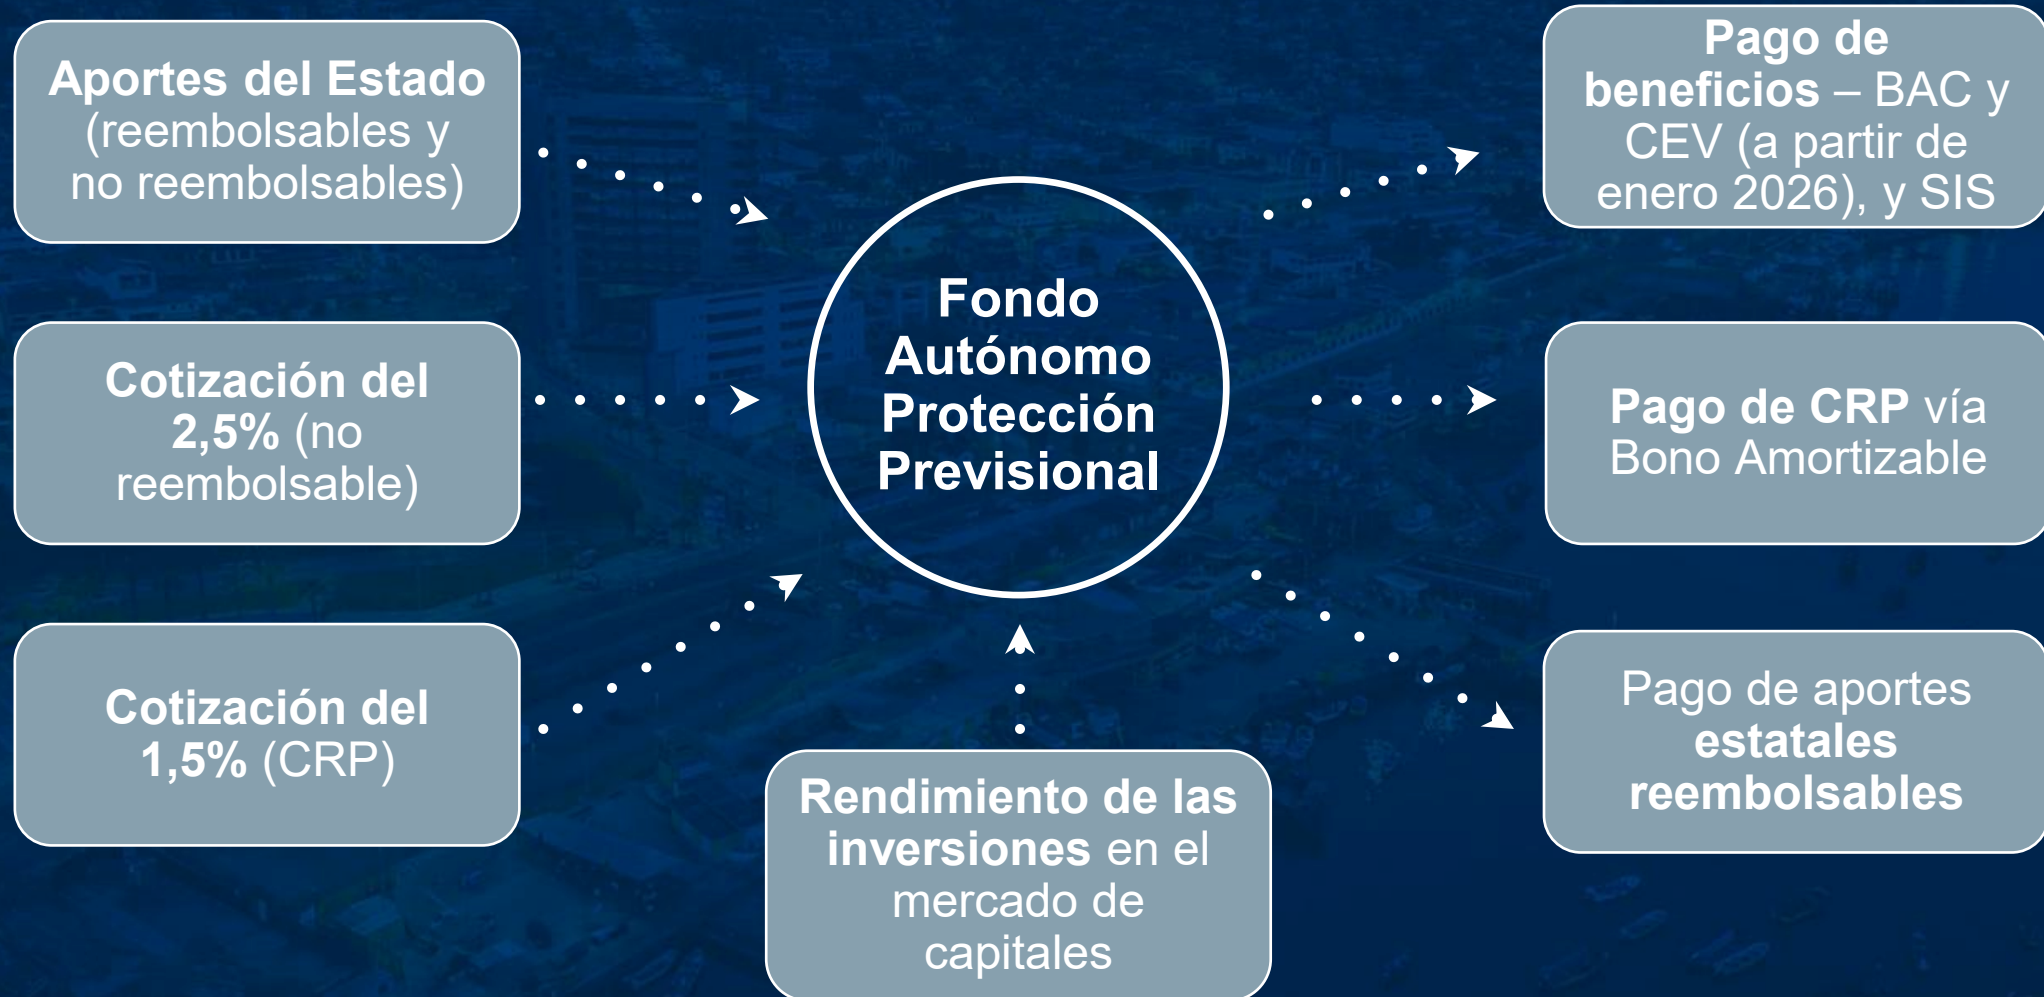 Aportes del Estado
(reembolsables y
no reembolsables)
Cotización del
2,5% (no
reembolsable)
Cotización del
1,5% (CRP)
Fondo
Autónomo
Protección
Previsional
Rendimiento de las
inversiones en el
mercado de
capitales
Pago de
beneficios – BAC y
CEV (a partir de
enero 2026), y SIS
Pago de CRP vía
Bono Amortizable
Pago de aportes
estatales
reembolsables